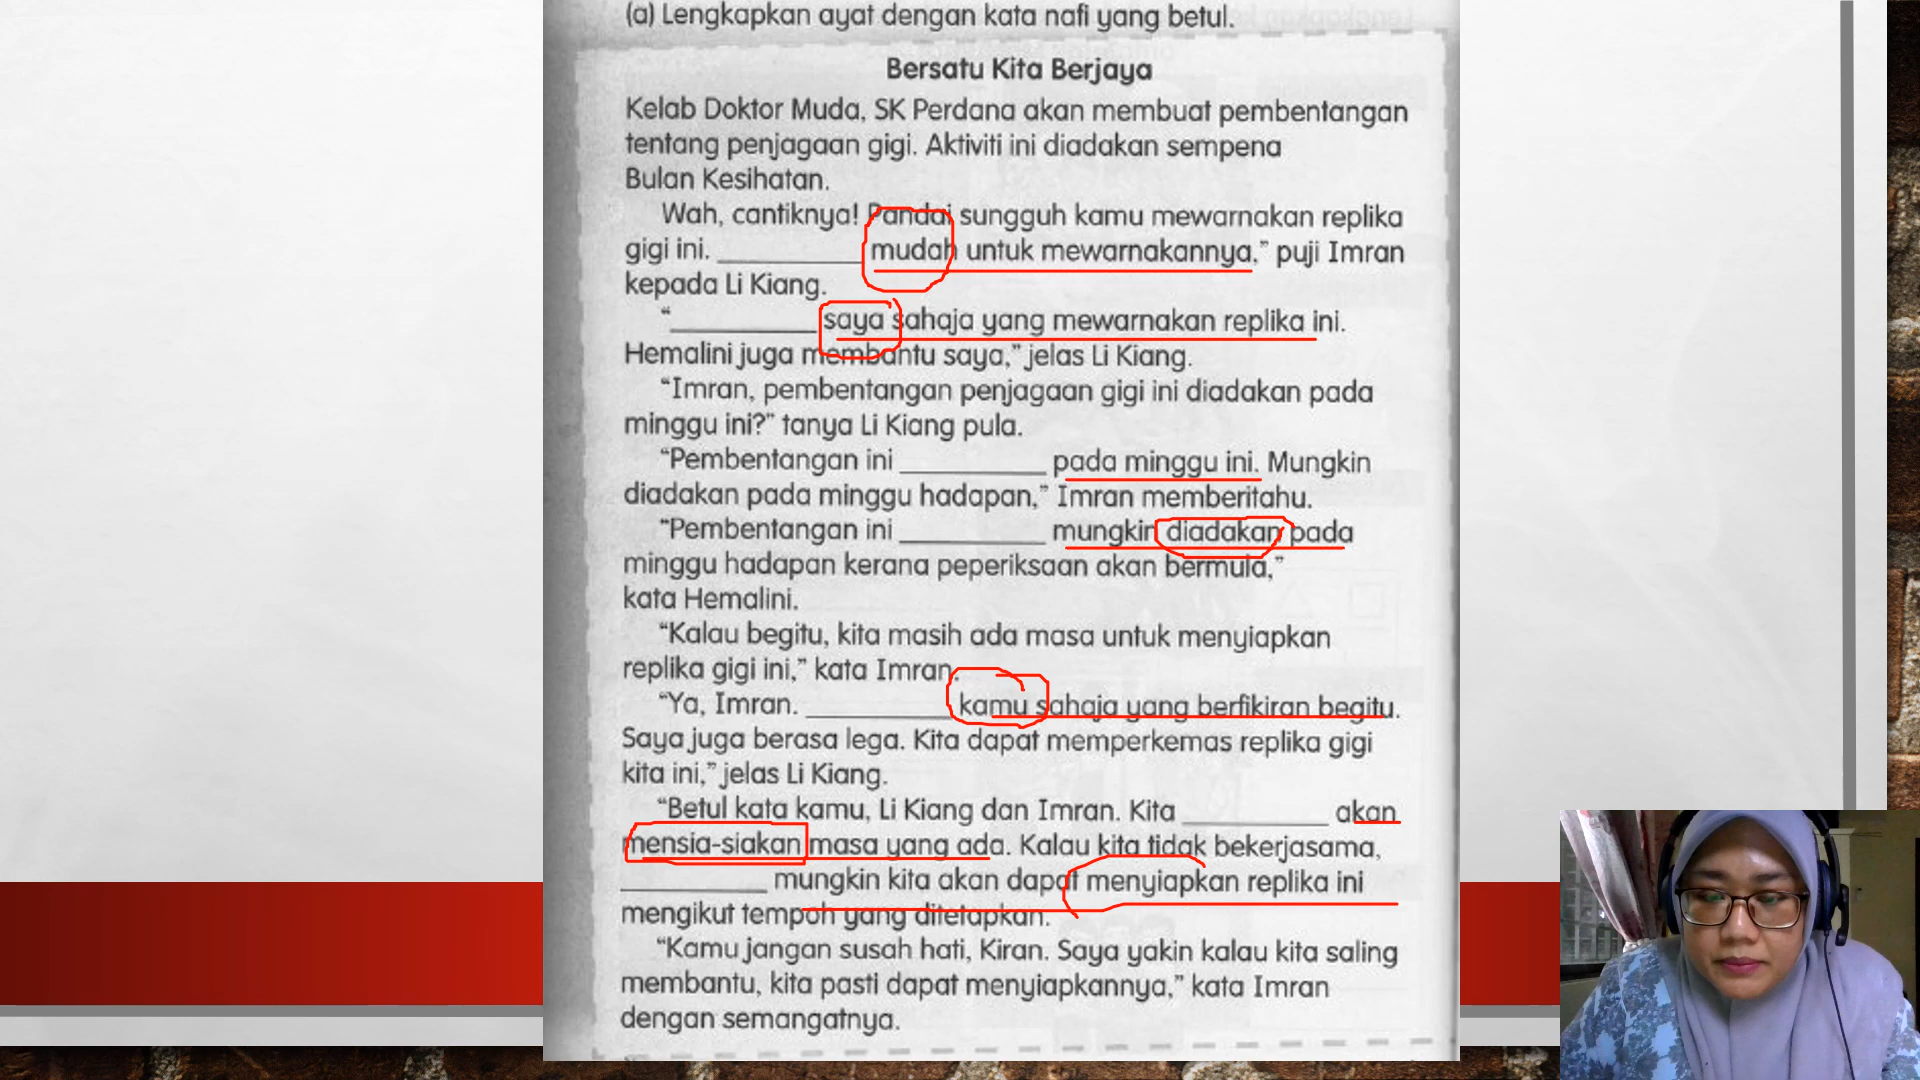 (a) Lengkapkan ayat dengan kata nafi yang betul.
Bersatu Kita Berjaya
Kelab Doktor Muda, SK Perdana akan membuat pembentangan
tentang penjagaan gigi. Aktiviti ini diadakan sempena
Bulan Kesihatan.
Wah, cantiknya! Pandai sungguh kamu mewarnakan replika
gigi ini. __________ mudah untuk mewarnakannya,” puji Imran
kepada Li Kiang.
“__________ saya sahaja yang mewarnakan replika ini.
Hemalini juga membantu saya,” jelas Li Kiang.
“Imran, pembentangan penjagaan gigi ini diadakan pada
minggu ini?” tanya Li Kiang pula.
“Pembentangan ini __________ pada minggu ini. Mungkin
diadakan pada minggu hadapan,” Imran memberitahu.
“Pembentangan ini __________ mungkin diadakan pada
minggu hadapan kerana peperiksaan akan bermula,”
kata Hemalini.
“Kalau begitu, kita masih ada masa untuk menyiapkan
replika gigi ini,” kata Imran.
“Ya, Imran. __________ kamu sahaja yang berfikiran begitu.
Saya juga berasa lega. Kita dapat memperkemas replika gigi
kita ini,” jelas Li Kiang.
“Betul kata kamu, Li Kiang dan Imran. Kita __________ akan
mensia-siakan masa yang ada. Kalau kita tidak bekerjasama,
__________ mungkin kita akan dapat menyiapkan replika ini
mengikut tempoh yang ditetapkan.
“Kamu jangan susah hati, Kiran. Saya yakin kalau kita saling
membantu, kita pasti dapat menyiapkannya,” kata Imran
dengan semangatnya.